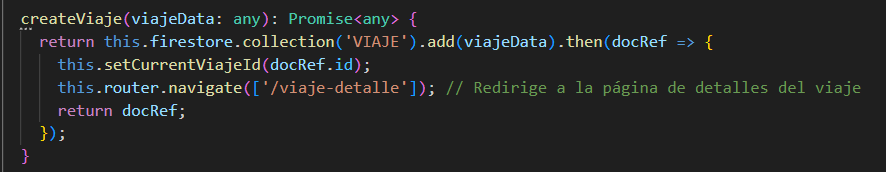 createViaje(viajeData: any): Promise<any> {
  return this.firestore.collection('VIAJE').add(viajeData).then(docRef => {
    this.setCurrentViajeId(docRef.id);
    this.router.navigate(['/viaje-detalle']); // Redirige a la página de detalles del viaje
    return docRef;
  });
}